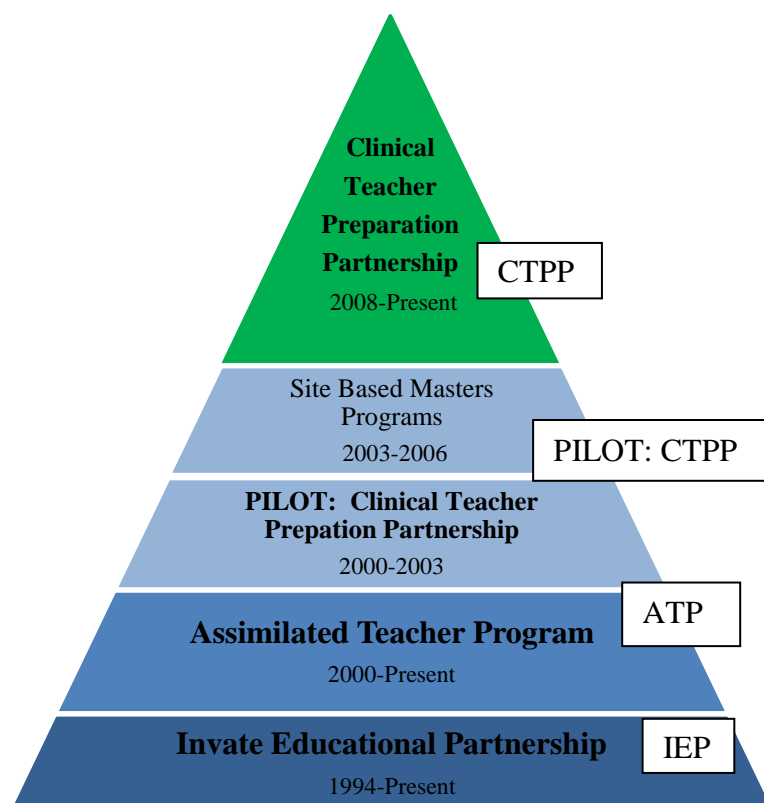 Clinical
Teacher
Preparation
Partnership
2008-Present
CTPP
Site Based Masters
Programs
2003-2006
PILOT: CTPP
PILOT:  Clinical Teacher
Prepation Partnership
2000-2003
ATP
Assimilated Teacher Program
2000-Present
Invate Educational Partnership
IEP
1994-Present